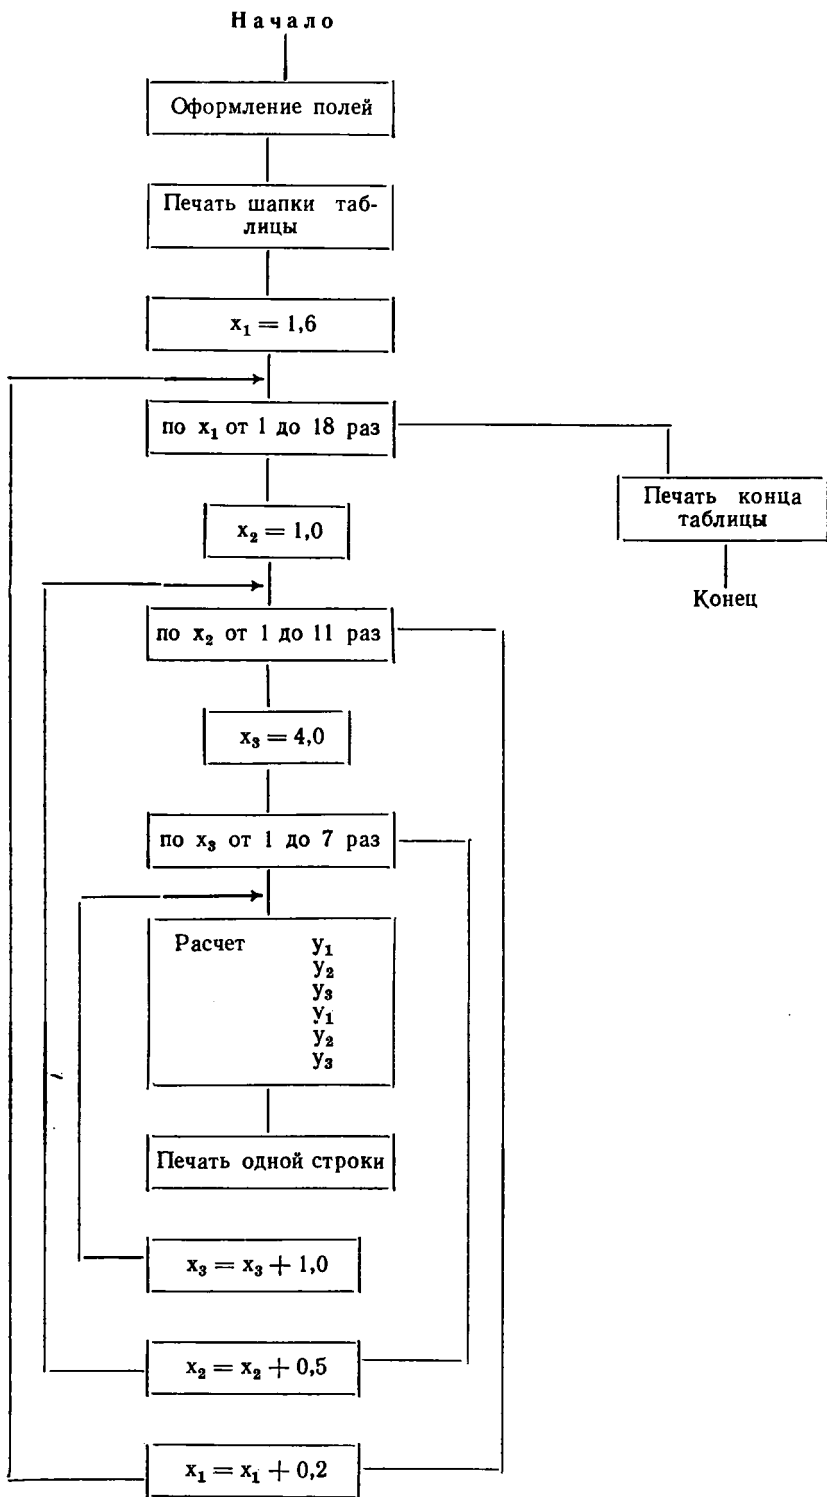 Начало
Оформление полей
Печать шапки таб-
лицы
x₁ = 1,6
по x₁ от 1 до 18 раз
Печать конца
таблицы
Конец
x₂ = 1,0
по x₂ от 1 до 11 раз
x₃ = 4,0
по x₃ от 1 до 7 раз
Расчет y₁
y₂
y₃
y₁
y₂
y₃
Печать одной строки
x₃ = x₃ + 1,0
x₂ = x₂ + 0,5
x₁ = x₁ + 0,2